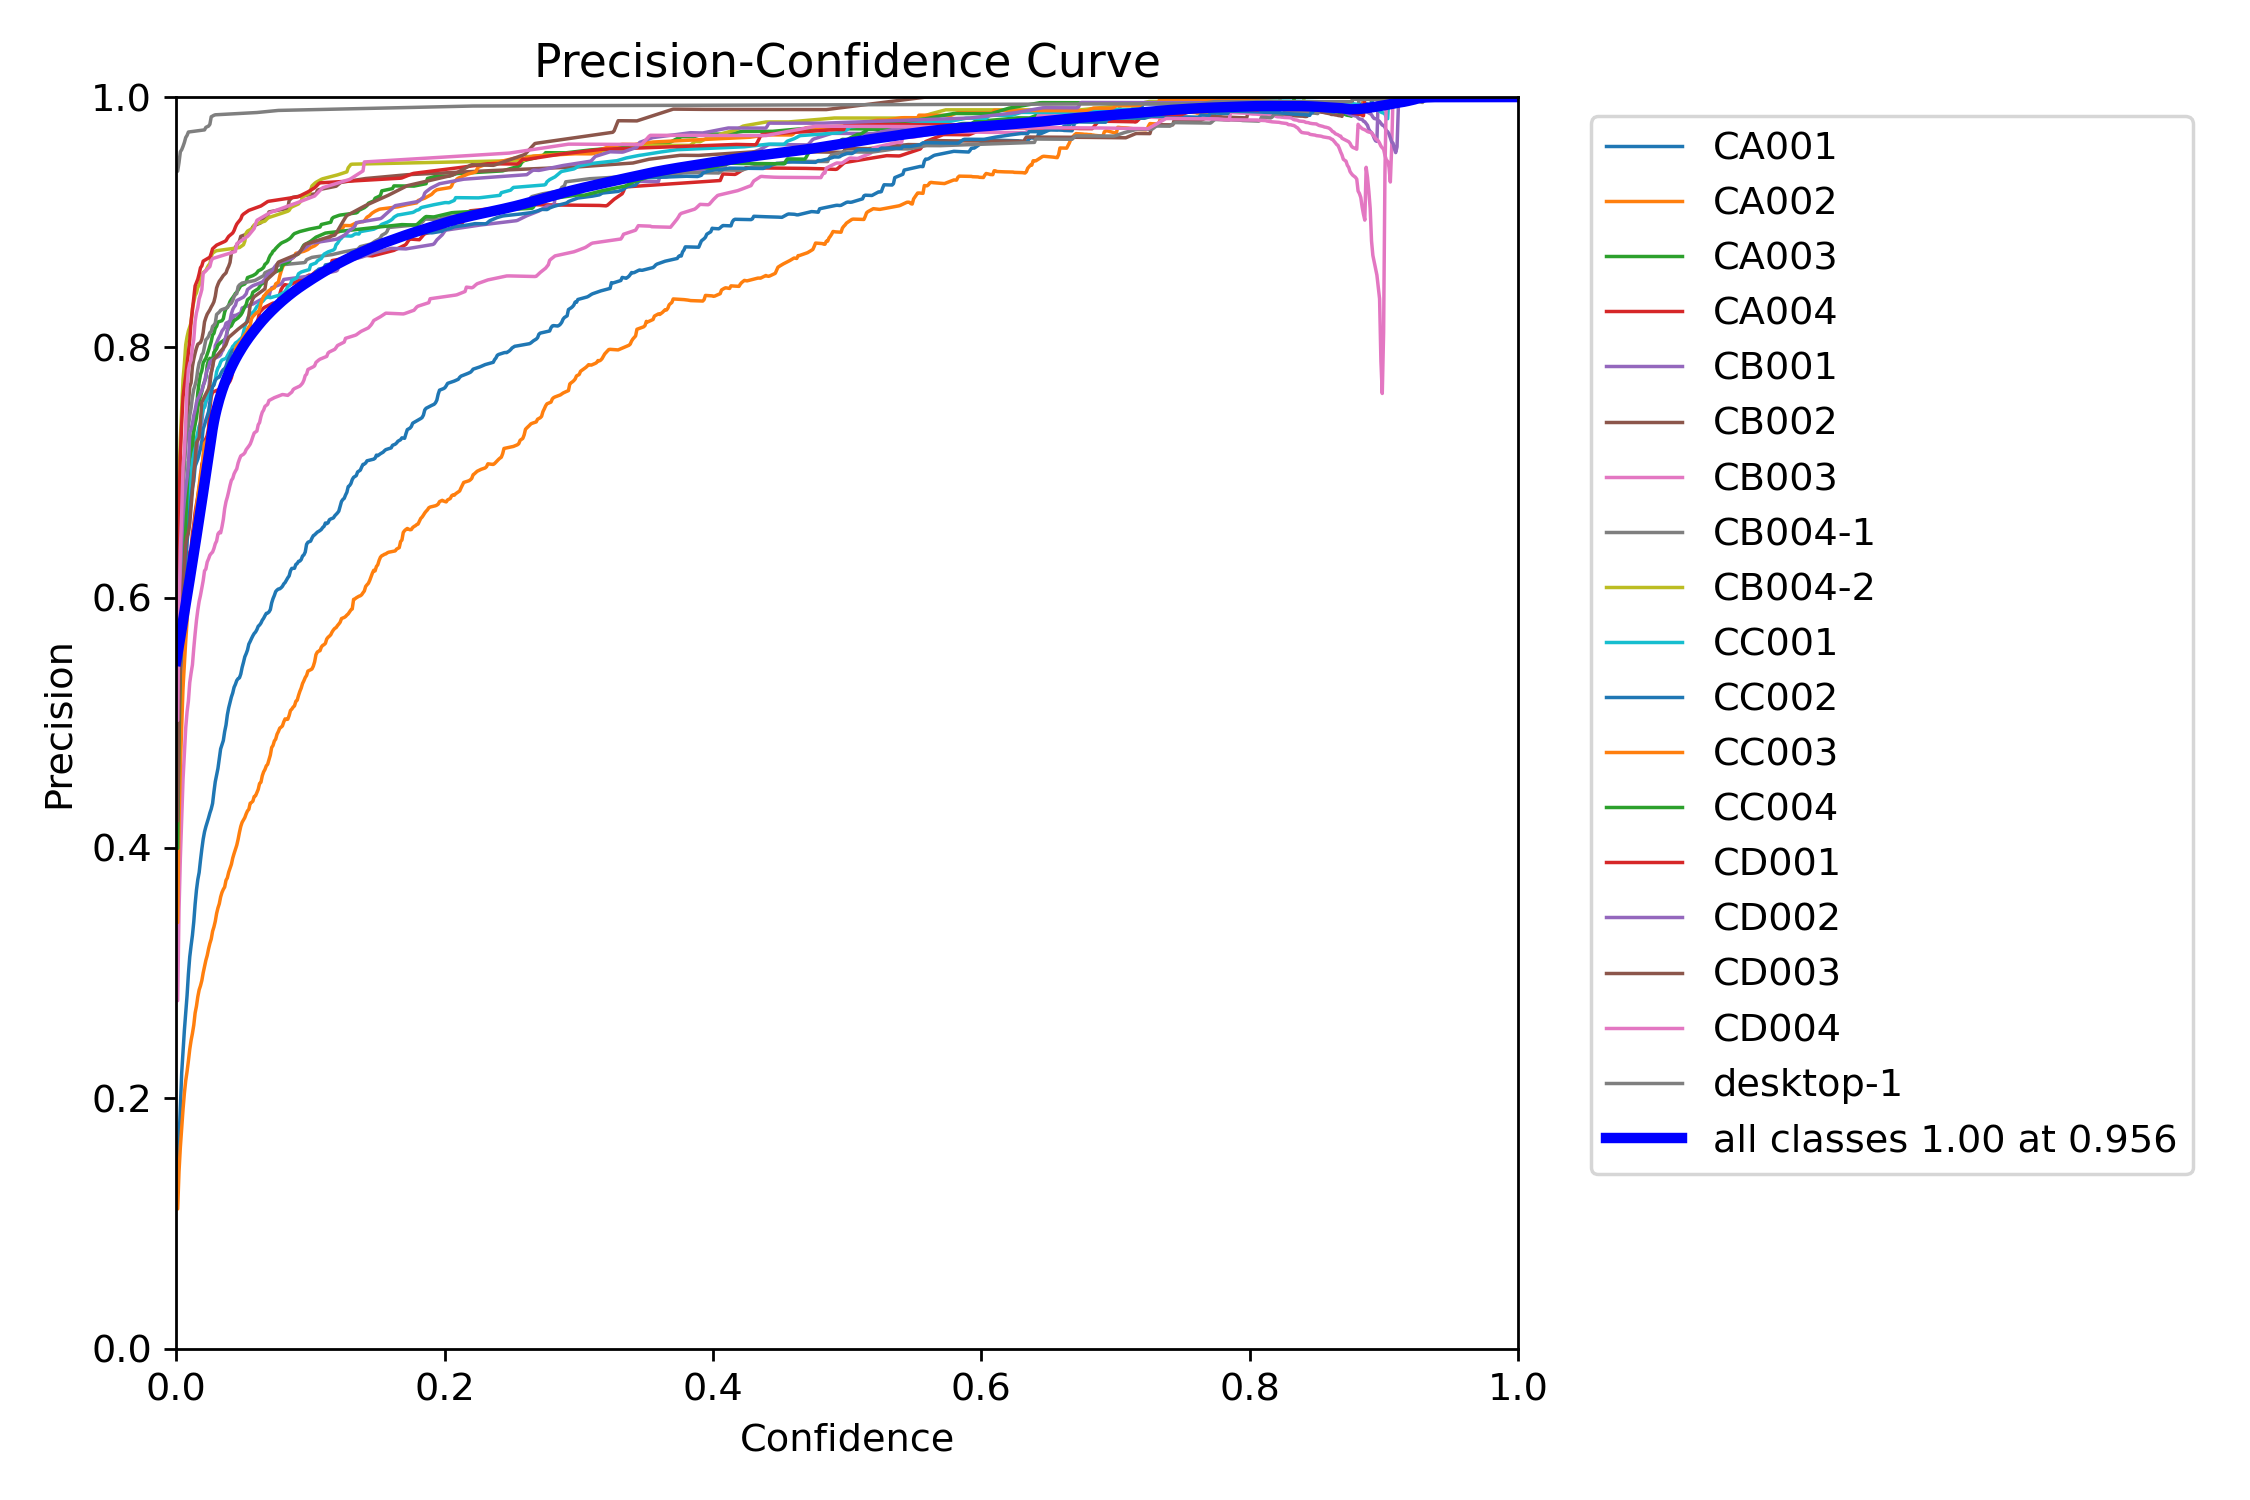 Precision-Confidence Curve
1.0
0.8
0.6
0.4
0.2
0.0
Precision
0.0 0.2 0.4 0.6 0.8 1.0
Confidence
CA001
CA002
CA003
CA004
CB001
CB002
CB003
CB004-1
CB004-2
CC001
CC002
CC003
CC004
CD001
CD002
CD003
CD004
desktop-1
all classes 1.00 at 0.956